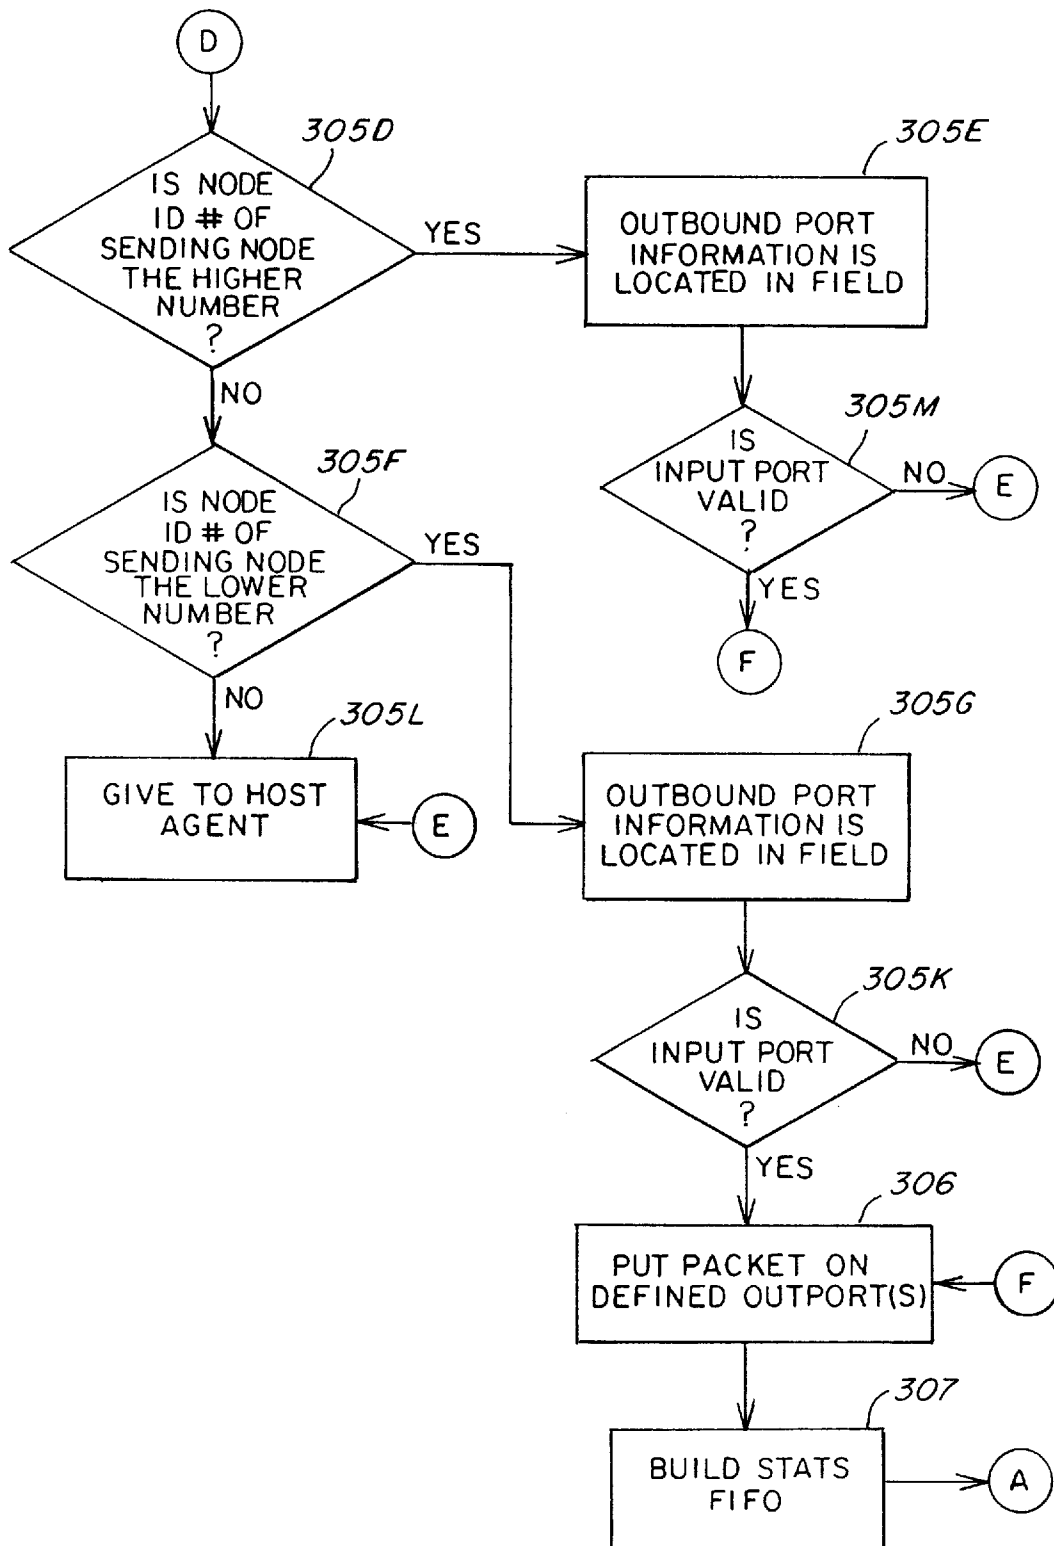 D
305D
IS NODE
ID # OF
SENDING NODE
THE HIGHER
NUMBER
?
YES
305E
OUTBOUND PORT
INFORMATION IS
LOCATED IN FIELD
NO
305M
IS
INPUT PORT
VALID
?
NO
E
YES
F
305F
IS NODE
ID # OF
SENDING NODE
THE LOWER
NUMBER
?
YES
NO
305L
GIVE TO HOST
AGENT
E
305G
OUTBOUND PORT
INFORMATION IS
LOCATED IN FIELD
305K
IS
INPUT PORT
VALID
?
NO
E
YES
306
PUT PACKET ON
DEFINED OUTPORT(S)
F
307
BUILD STATS
FIFO
A